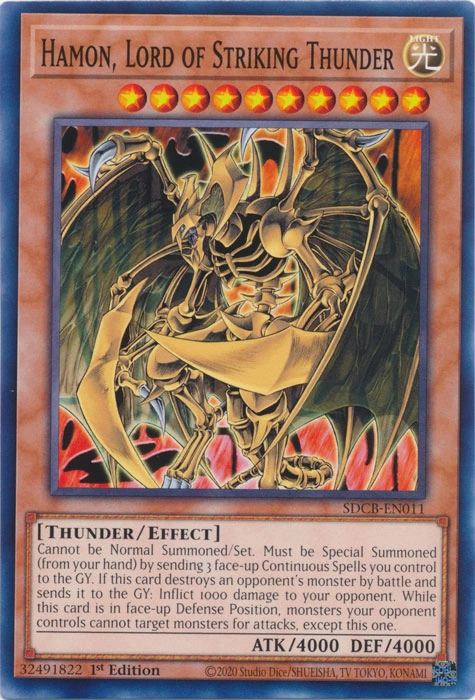 HAMON, LORD OF STRIKING THUNDER
LIGHT
光
SDCB-EN011
[THUNDER/EFFECT]
Cannot be Normal Summoned/Set. Must be Special Summoned
(from your hand) by sending 3 face-up Continuous Spells you control
to the GY. If this card destroys an opponent's monster by battle and
sends it to the GY: Inflict 1000 damage to your opponent. While
this card is in face-up Defense Position, monsters your opponent
controls cannot target monsters for attacks, except this one.
ATK/4000 DEF/4000
32491822 1st Edition ©2020 Studio Dice/SHUEISHA, TV TOKYO, KONAMI